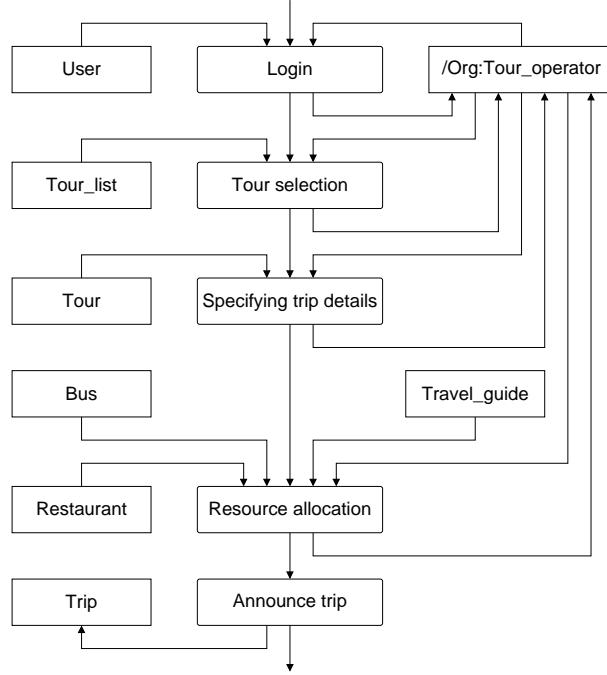 User
Login
/Org:Tour_operator
Tour_list
Tour selection
Tour
Specifying trip details
Bus
Travel_guide
Restaurant
Resource allocation
Trip
Announce trip